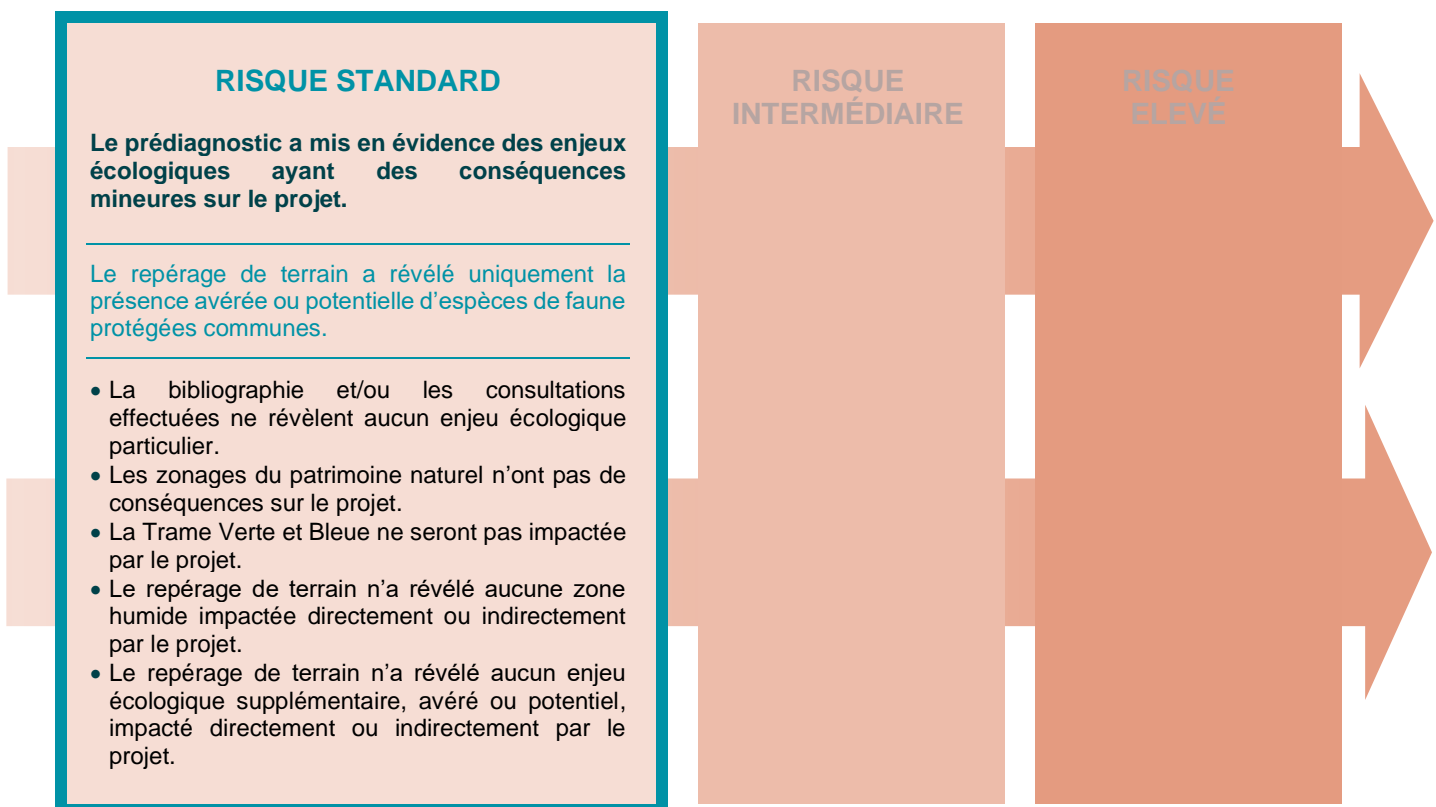 RISQUE STANDARD
Le prédiagnostic a mis en évidence des enjeux
écologiques ayant des conséquences
mineures sur le projet.
Le repérage de terrain a révélé uniquement la
présence avérée ou potentielle d'espèces de faune
protégées communes.
• La bibliographie et/ou les consultations
effectuées ne révèlent aucun enjeu écologique
particulier.
• Les zonages du patrimoine naturel n'ont pas de
conséquences sur le projet.
• La Trame Verte et Bleue ne seront pas impactée
par le projet.
• Le repérage de terrain n'a révélé aucune zone
humide impactée directement ou indirectement
par le projet.
• Le repérage de terrain n'a révélé aucun enjeu
écologique supplémentaire, avéré ou potentiel,
impacté directement ou indirectement par le
projet.
RISQUE
INTERMÉDIAIRE
RISQUE
ELEVÉ